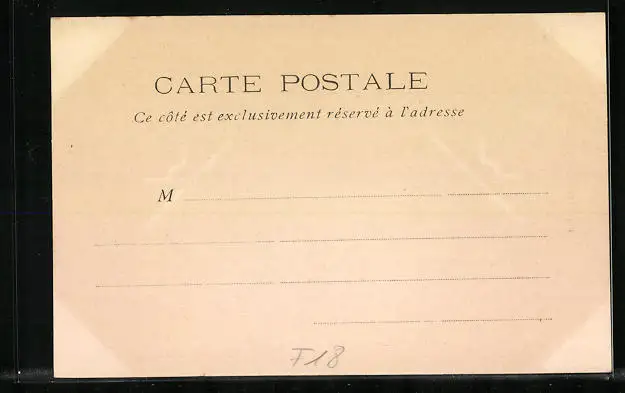 CARTE POSTALE
Ce côté est exclusivement réservé à l'adresse
M
F18